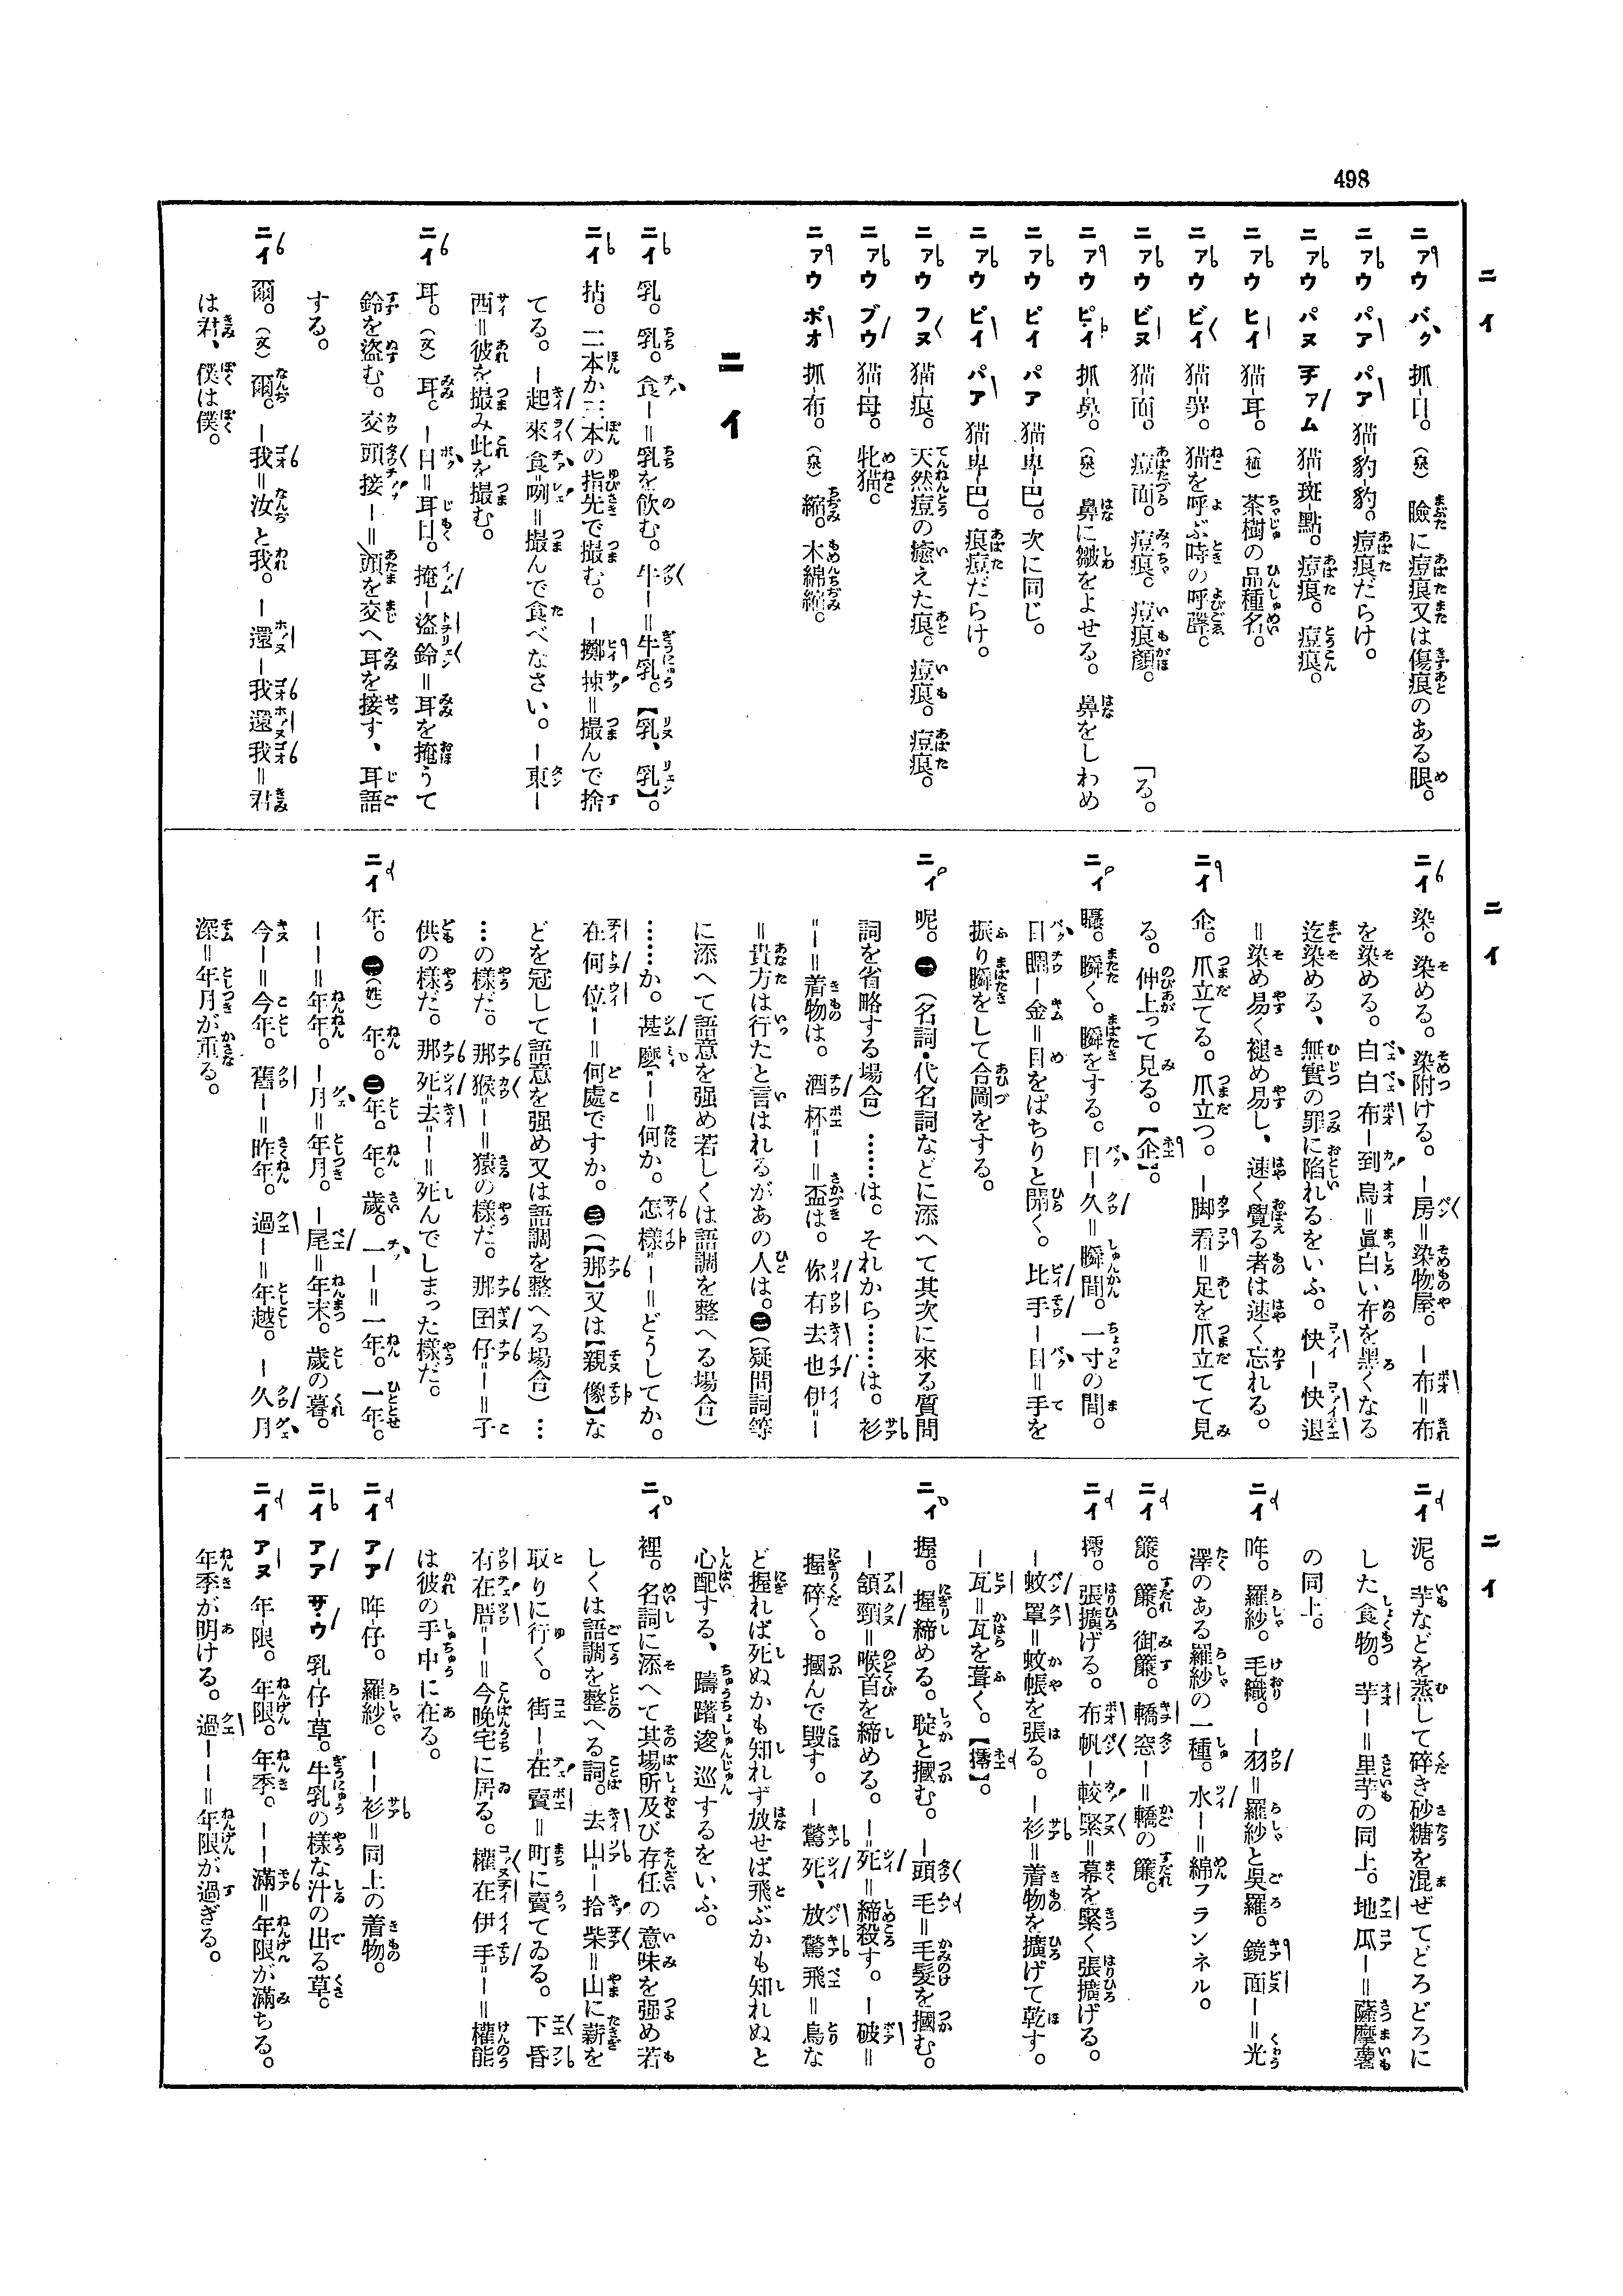 498
ニイ
ニイ
ニイ
ニァウ バク 抓-目。(泉) 瞼に痘痕又は傷痕のある眼。
ニァウ パア パア 猫-豹-豹。痘痕だらけ。
ニァウ パヌ チァム 猫-斑-點。痘痕。痘痕。
ニァウ ヒイ 猫-耳。(植) 茶樹の品種名。
ニァウ ビイ 猫-。猫を呼ぶ時の呼聲。
ニァウ ビヌ 猫-面。痘面。痘痕。痘痕顏。
ニァウ ピイ 抓-鼻。(泉) 鼻に皺をよせる。鼻をしわめ
「る。
ニァウ ピイ パア 猫-卑-巴。次に同じ。
ニァウ ピイ パア 猫-卑-巴。痕痘だらけ。
ニァウ フヌ 猫-痕。天然痘の癒えた痕。痘痕。痘痕。
ニァウ ブウ 猫-母。牝猫。
ニァウ ポオ 抓-布。(泉) 縮。木綿縮。
ニイ
ニイ 乳。乳。食ー=乳を飮む。牛ー=牛乳。【乳、乳】。
ニイ 拈。二本か三本の指先で撮む。ー擲揀=撮んで捨
てる。ー起來食=撮んで食べなさい。ー東ー
西=彼を撮み此を撮む。
ニイ 耳。(文) 耳。ー目=耳目。掩ー盜鈴=耳を掩うて
鈴を盜む。交頭接ー=頭を交へ耳を接す、耳語
する。
ニイ 爾。(文) 爾。ー我=汝と我。ー還ー我還我=君
は君、僕は僕。
ニイ 染。染める。染附ける。ー房=染物屋。ー布=布
を染める。白白布ー到烏=眞白い布を黑くなる
迄染める、無實の罪に陷れるをいふ。快ー快退
=染め易く褪め易し、速く覺る者は速く忘れる。
ニイ 企。爪立てる。爪立つ。ー脚看=足を爪立てて見
る。伸上って見る。【企】。
ニイ 瞬く。瞬をする。目ー久=瞬間。一寸の間。
目ー金=目をぱちりと開く。比手ー目=手を
振り瞬をして合圖をする。
ニイ 呢。㊀(名詞・代名詞などに添へて其次に來る質問
詞を省略する場合)……は。それから……は。衫
ー=着物は。酒杯ー=盃は。你有去也伊ー
=貴方は行ったと言はれるがあの人は。㊁(疑問詞等
に添へて語意を强め若しくは語調を整へる場合)
……か。甚麼ー=何か。怎樣ー=どうしてか。
在何位ー=何處ですか。㊂(【那】又は【親像】な
どを冠して語意を强め又は語調を整へる場合)…
…の樣だ。那猴ー=猿の樣だ。那囝仔ー=子
供の樣だ。那死去ー=死んでしまった樣だ。
ニイ 年。㊀(姓) 年。㊁年。年。歲。一ー=一年。一年。
ーー=年年。ー月=年月。ー尾=年末。歲の暮。
今ー=今年。舊ー=昨年。過ー=年越。ー久月
深=年月が重る。
ニイ 泥。芋などを蒸して碎き砂糖を混ぜてどろどろに
した食物。芋ー=里芋の同上。地瓜ー=薩摩薯
の同上。
ニイ 羅紗。毛織。ー羽=羅紗と吳羅。鏡面ー=光
澤のある羅紗の一種。水ー=綿フランネル。
ニイ 簾。簾。御簾。轎窓ー=轎の簾。
ニイ 張擴げる。布帆ー較緊=幕を緊く張擴げる。
ー蚊罩=蚊帳を張る。ー衫=着物を擴げて乾す。
ー瓦=瓦を葺く。
ニイ 握。握締める。聢と摑む。ー頭毛=毛髮を摑む。
ー頷頸=喉首を締める。ー死=締殺す。ー破=
握碎く。摑んで毀す。ー驚死、放驚飛=鳥な
ど握れば死ぬかも知れず放せば飛ぶかも知れぬと
心配する、躊躇逡巡するをいふ。
ニイ 裡。名詞に添へて其場所及び存任の意味を强め若
しくは語調を整へる詞。去山ー拾柴=山に薪を
取りに行く。街ー在賣=町に賣てゐる。下昏
有在厝ー=今晩宅に居る。權在伊手ー=權能
は彼の手中に在る。
ニイ アア 仔。羅紗。ーー衫=同上の着物。
ニイ アア サウ 乳-仔-草。牛乳の樣な汁の出る草。
ニイ アヌ 年限。年限。年季。ーー滿=年限が滿ちる。
年季が明ける。過ーー=年限が過ぎる。